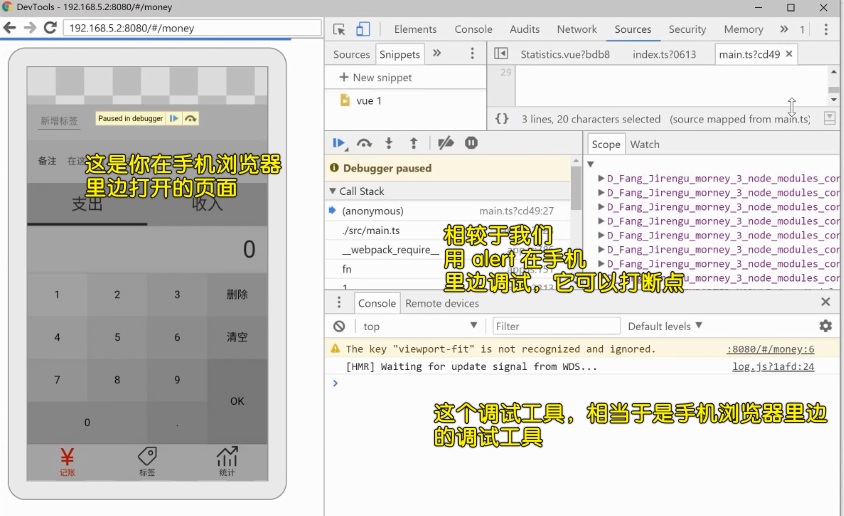 DevTools - 192.168.5.2:8080/#/money
192.168.5.2:8080/#/money
Elements Console Audits Network Sources Security Memory » 1
Sources Snippets »
Statistics.vue?bdb8 index.ts?0613 main.ts?cd49 ×
+ New snippet
29
vue 1
{} 3 lines, 20 characters selected (source mapped from main.ts)
新增标签
Paused in debugger
备注
这是你在手机浏览器
里边打开的页面
支出 收入
0
1 2 3 删除
4 5 6 清空
7 8 9
OK
0 .
记账 标签 统计
Scope Watch
Debugger paused
Call Stack
(anonymous) main.ts?cd49:27
./src/main.ts
__webpack_require__
fn
1
D_Fang_Jirengu_morney_3_node_modules_cor
D_Fang_Jirengu_morney_3_node_modules_cor
D_Fang_Jirengu_morney_3_node_modules_cor
D_Fang_Jirengu_morney_3_node_modules_cor
D_Fang_Jirengu_morney_3_node_modules_cor
D_Fang_Jirengu_morney_3_node_modules_cor
D_Fang_Jirengu_morney_3_node_modules_cor
相较于我们
用 alert 在手机
里边调试，它可以打断点
Console Remote devices
top Filter Default levels
The key "viewport-fit" is not recognized and ignored. :8080/#/money:6
[HMR] Waiting for update signal from WDS... log.js?1afd:24
这个调试工具，相当于是手机浏览器里边
的调试工具